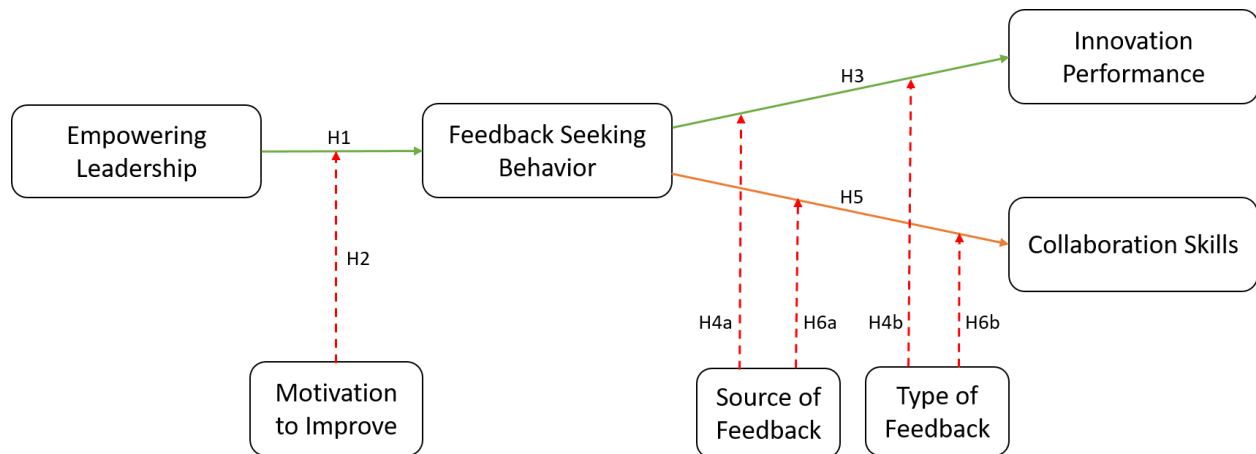 Innovation
Performance
H3
Empowering
Leadership
H1
Feedback Seeking
Behavior
H5
Collaboration Skills
H2
H4a
H6a
H4b
H6b
Motivation
to Improve
Source of
Feedback
Type of
Feedback